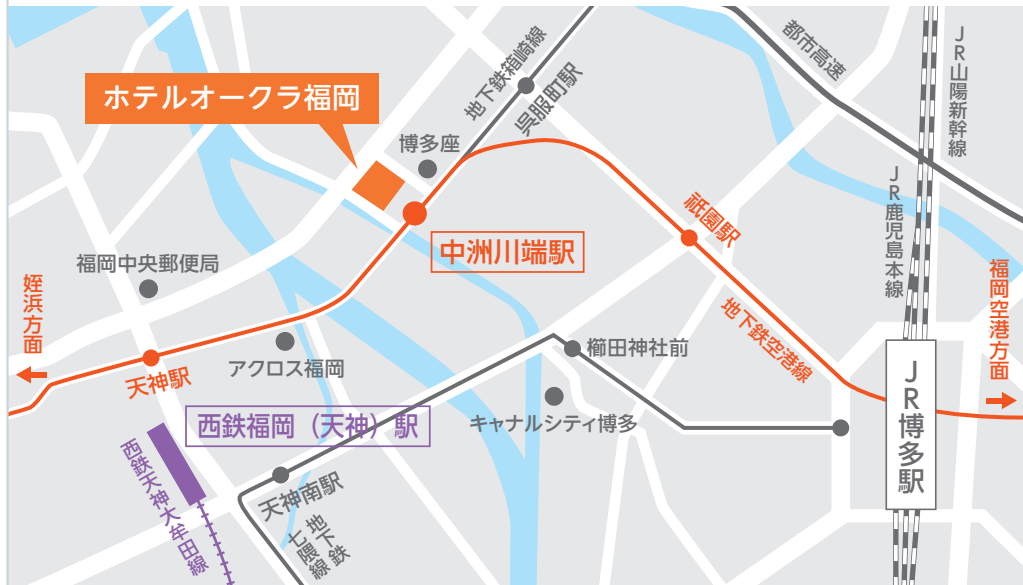 ホテルオークラ福岡
地下鉄箱崎線
呉服町駅
博多座
都市高速
JR山陽新幹線
JR鹿児島本線
祇園駅
中洲川端駅
福岡中央郵便局
姪浜方面
福岡空港方面
地下鉄空港線
アクロス福岡
天神駅
櫛田神社前
JR博多駅
西鉄福岡（天神）駅
キャナルシティ博多
西鉄天神大牟田線
天神南駅
地下鉄
七隈線